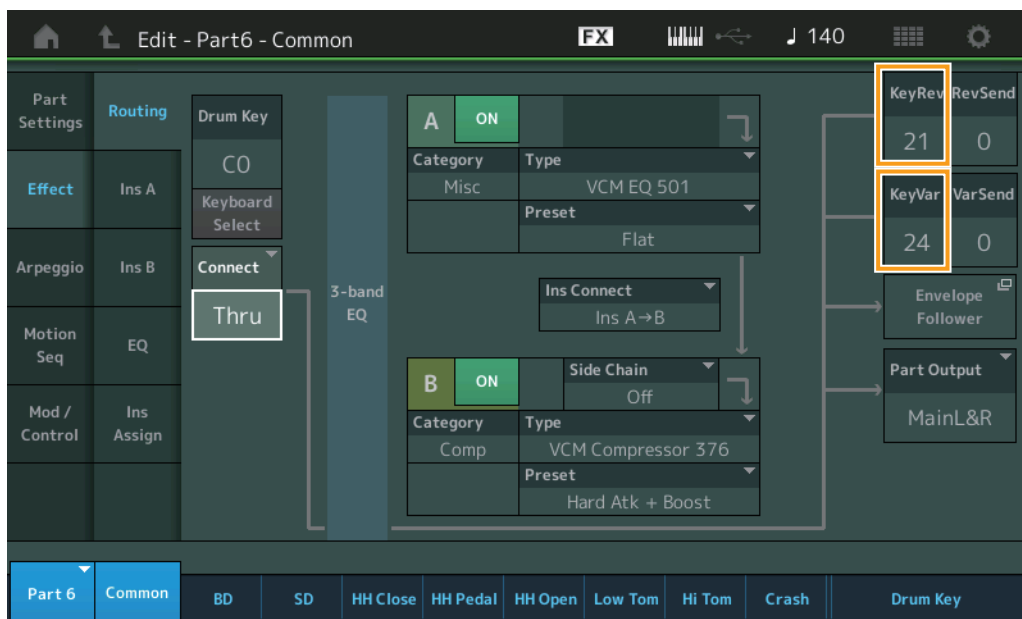 Edit - Part6 - Common
FX
140
Part
Settings
Effect
Arpeggio
Motion
Seq
Mod /
Control
Routing
Ins A
Ins B
EQ
Ins
Assign
Drum Key
C0
Keyboard
Select
Connect
Thru
3-band
EQ
A
ON
Category
Misc
Type
VCM EQ 501
Preset
Flat
Ins Connect
Ins A→B
B
ON
Side Chain
Off
Category
Comp
Type
VCM Compressor 376
Preset
Hard Atk + Boost
KeyRev
21
RevSend
0
KeyVar
24
VarSend
0
Envelope
Follower
Part Output
MainL&R
Part 6
Common
BD
SD
HH Close
HH Pedal
HH Open
Low Tom
Hi Tom
Crash
Drum Key